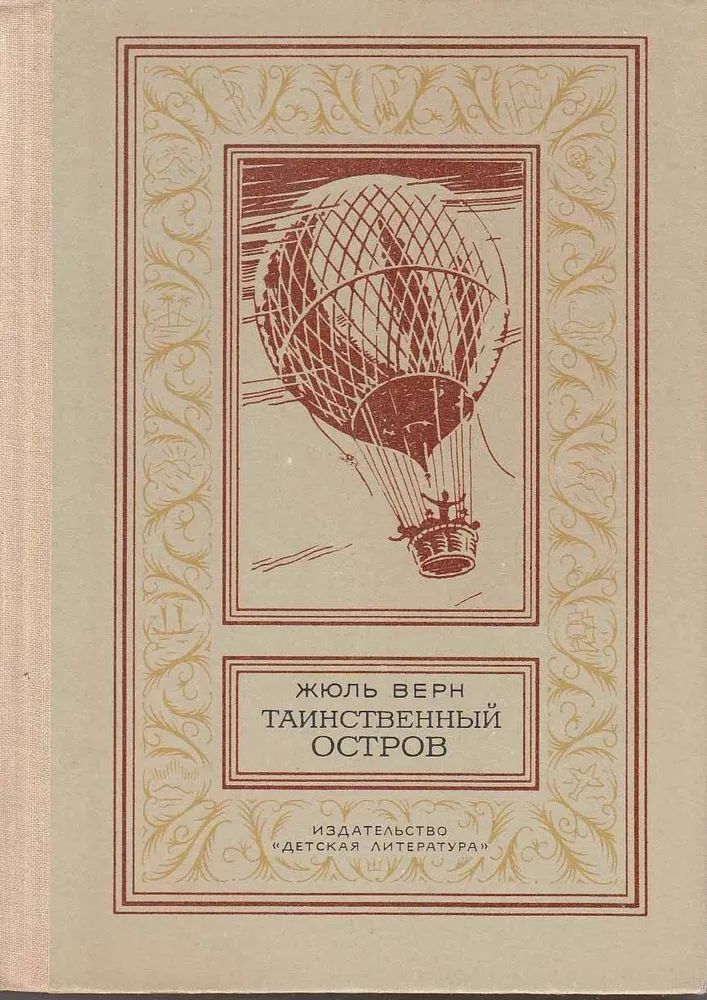 ЖЮЛЬ ВЕРН
ТАИНСТВЕННЫЙ
ОСТРОВ
ИЗДАТЕЛЬСТВО
«ДЕТСКАЯ ЛИТЕРАТУРА»